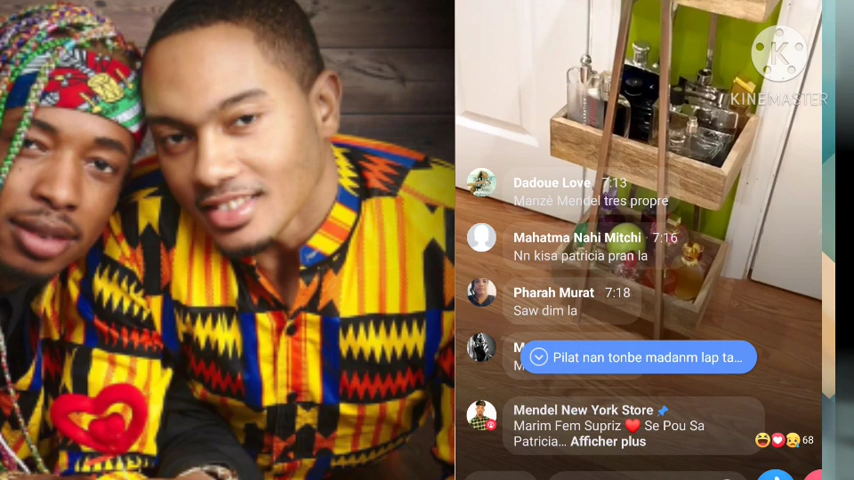 KINEMASTER
Dadoue Love 7:13
Manzè Mendel tres propre
Mahatma Nahi Mitchi · 7:16
Nn kisa patricia pran la
Pharah Murat 7:18
Saw dim la
M
Pilat nan tonbe madanm lap ta...
Mendel New York Store
Marim Fem Supriz ❤️ Se Pou Sa
Patricia... Afficher plus
68